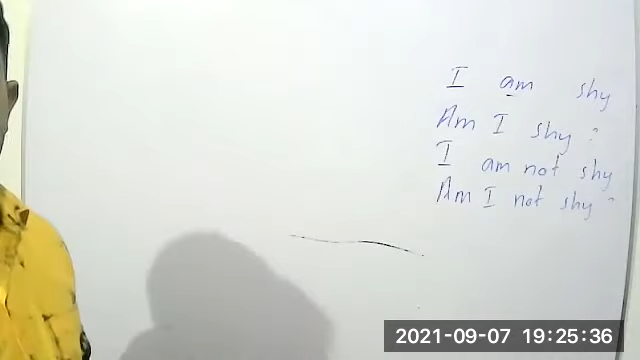 I am shy
Am I shy ?
I am not shy
Am I not shy ?
2021-09-07 19:25:36